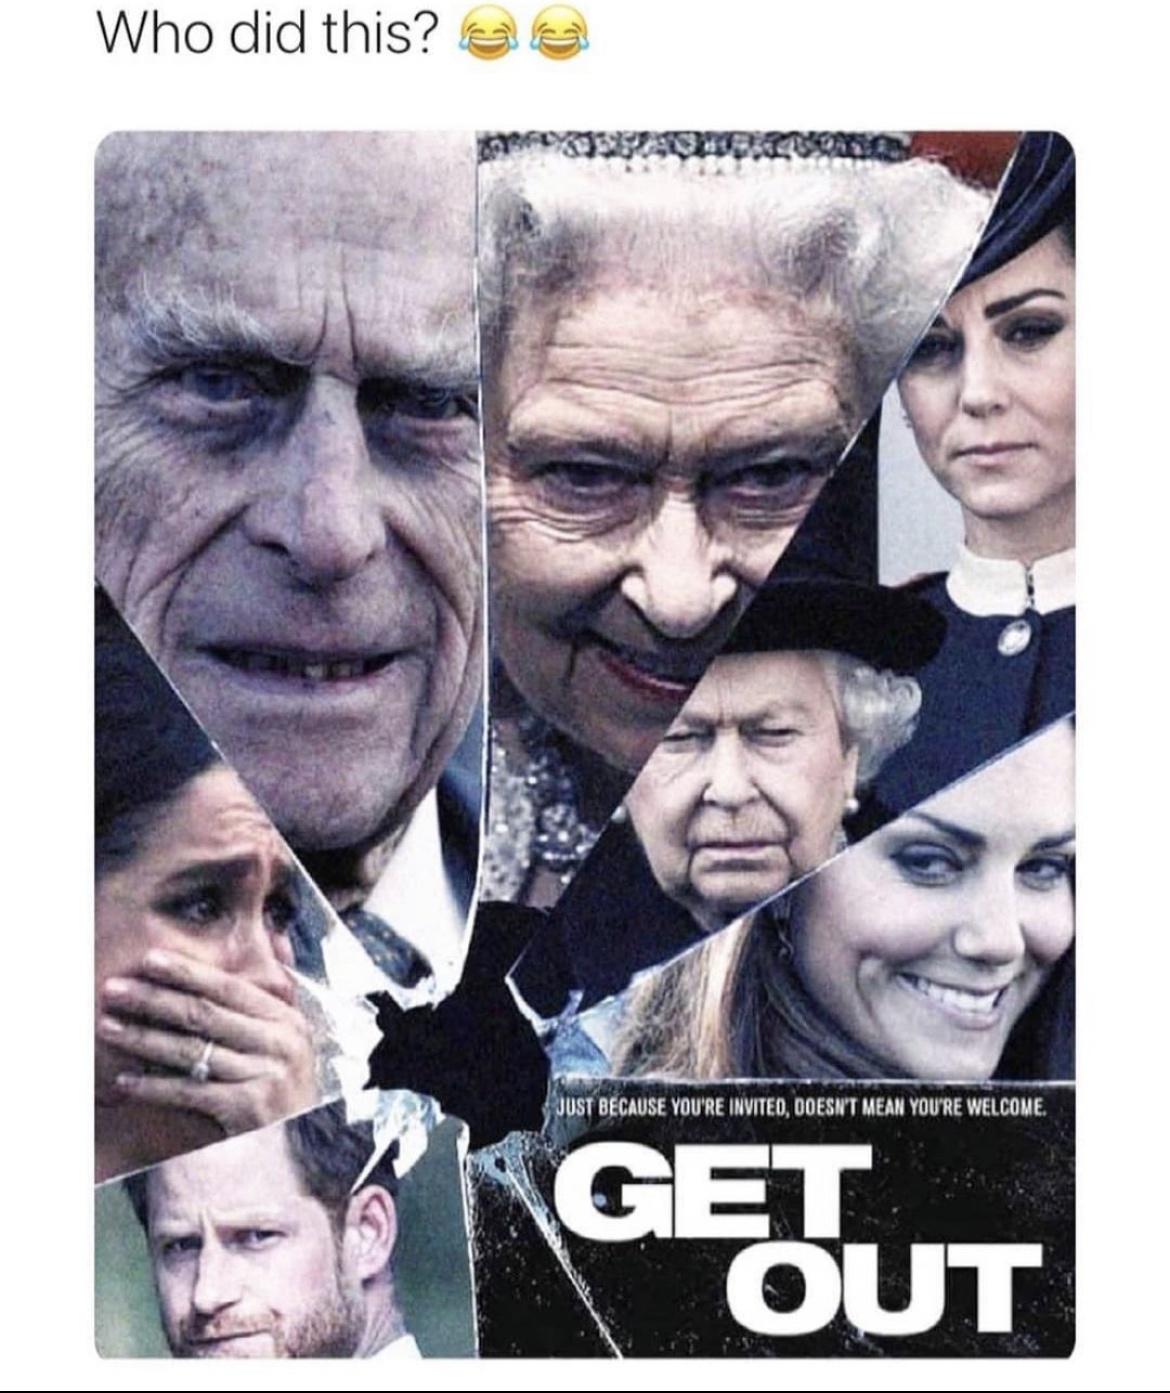 Who did this? 😂😂
JUST BECAUSE YOU'RE INVITED, DOESN'T MEAN YOU'RE WELCOME.
GET
OUT